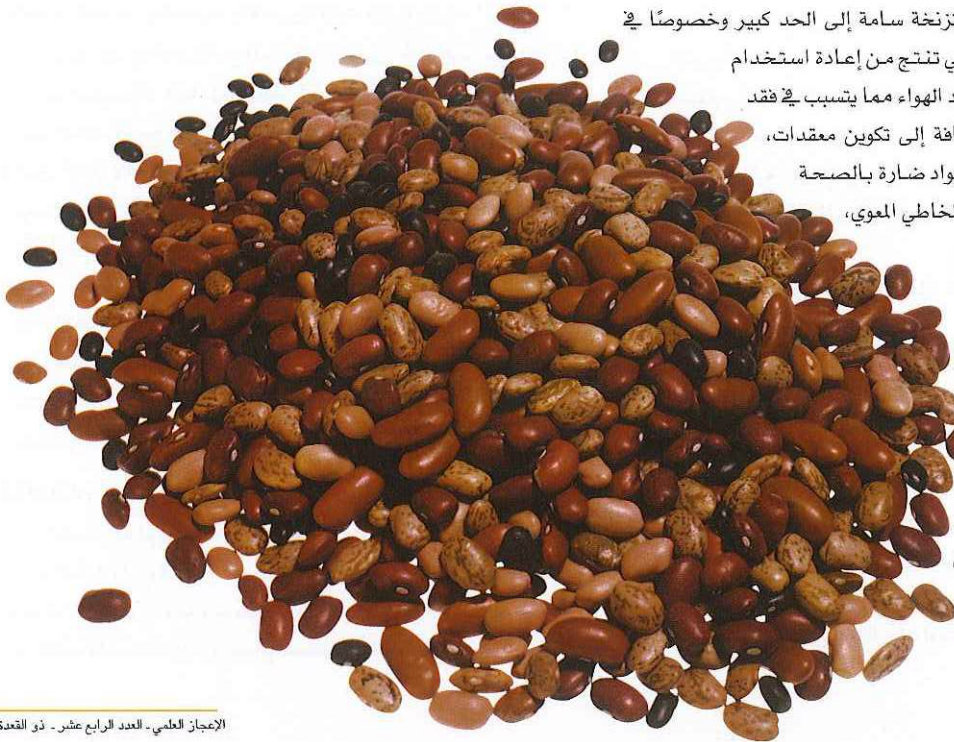 تزنخة سامة إلى الحد كبير وخصوصًا في
ي تنتج من إعادة استخدام
د الهواء مما يتسبب في فقد
افة إلى تكوين معقدات،
واد ضارة بالصحة
لخاطي المعوي،
الإعجاز العلمي - العدد الرابع عشر - ذو القعدة